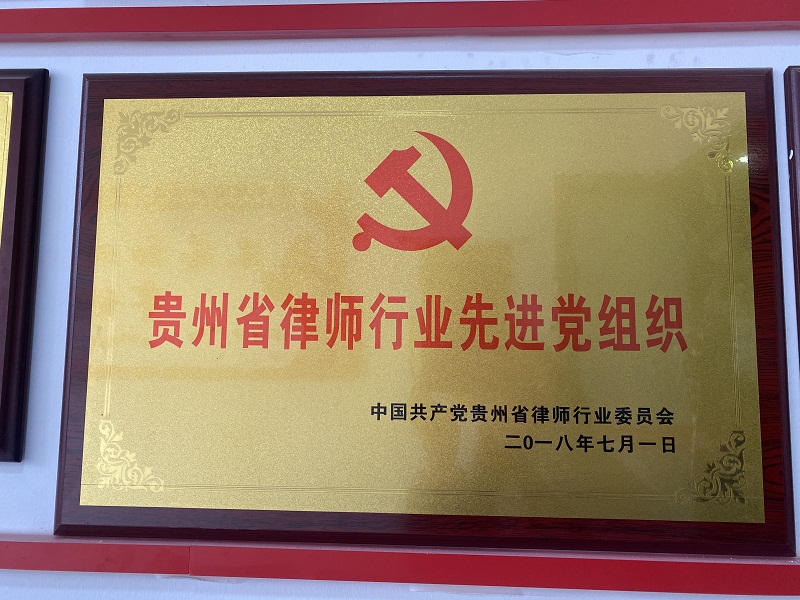 贵州省律师行业先进党组织
中国共产党贵州省律师行业委员会
二0一八年七月一日